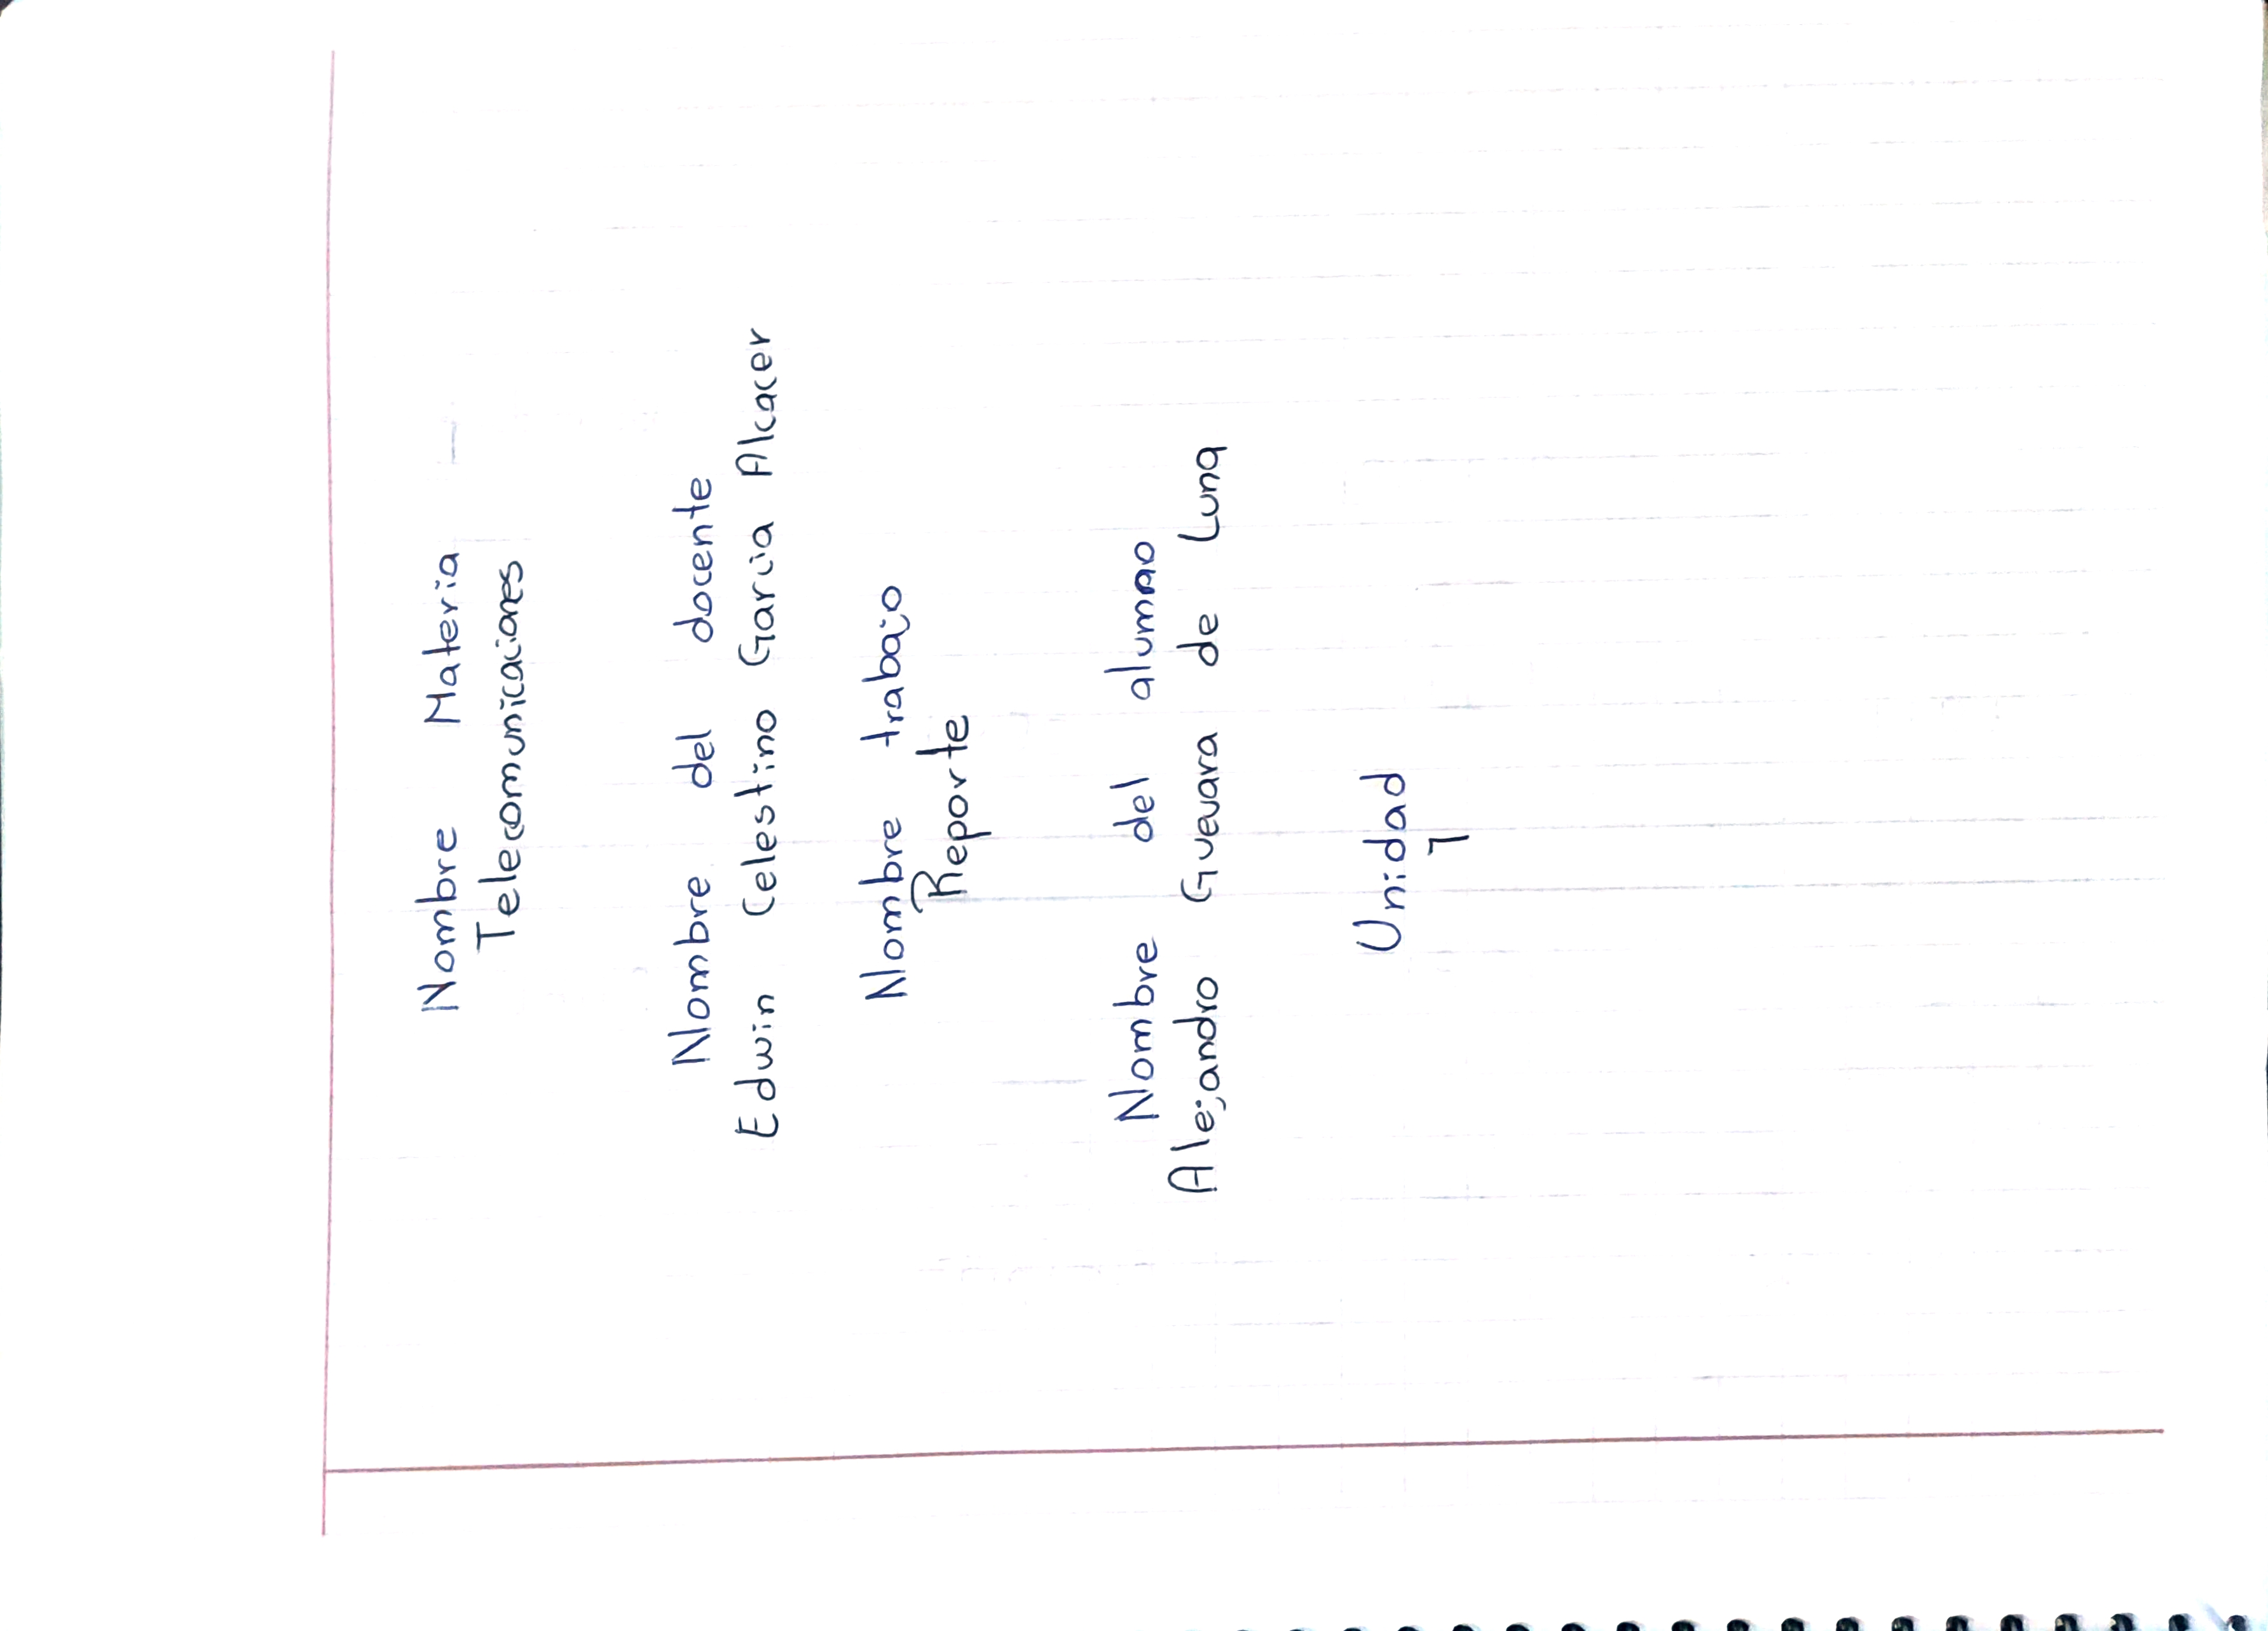 Nombre Materia
Telecomunicaciones
Nombre del docente
Edwin Celestino Garcia Alcacer
Nombre trabajo
Reporte
Nombre del alumno
Alejandro Guevara de Luna
Unidad
1